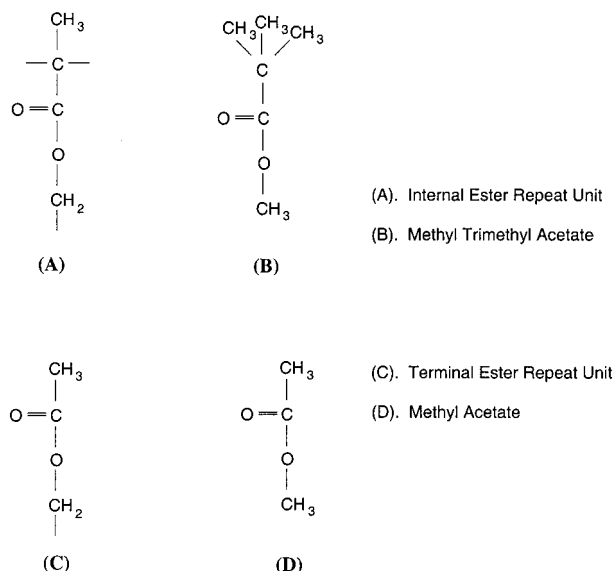 CH3
C
O=C
O
CH2
(A)
CH3 CH3 CH3
C
O=C
O
CH3
(B)
(A). Internal Ester Repeat Unit
(B). Methyl Trimethyl Acetate
CH3
O=C
O
CH2
(C)
CH3
O=C
O
CH3
(D)
(C). Terminal Ester Repeat Unit
(D). Methyl Acetate